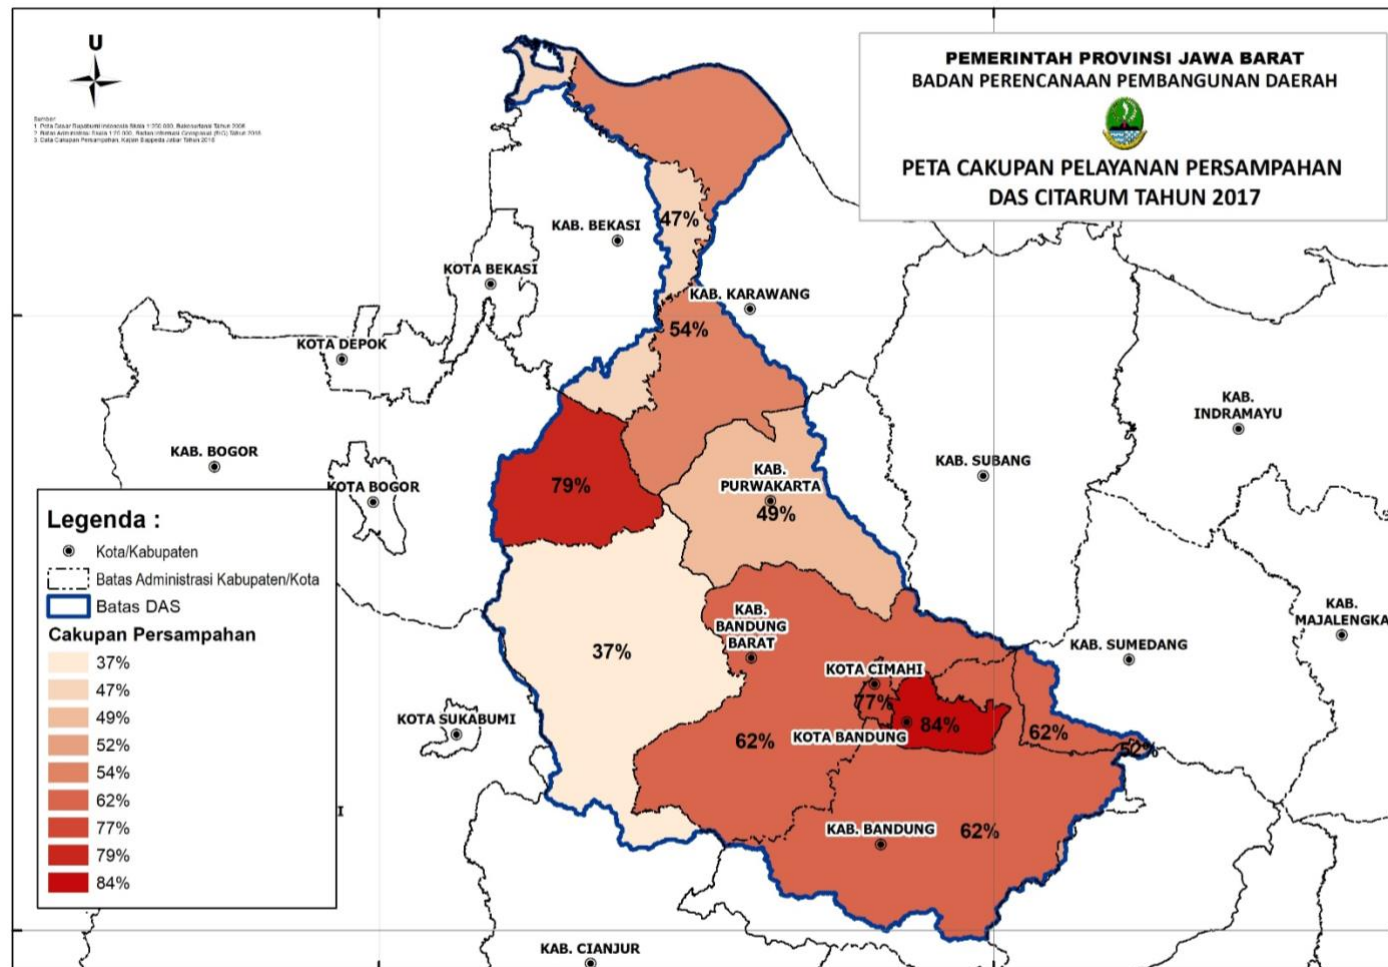 U
PEMERINTAH PROVINSI JAWA BARAT
BADAN PERENCANAAN PEMBANGUNAN DAERAH
PETA CAKUPAN PELAYANAN PERSAMPAHAN
DAS CITARUM TAHUN 2017
47%
KAB. BEKASI
KOTA BEKASI
KAB. KARAWANG
54%
KOTA DEPOK
KAB.
INDRAMAYU
KAB. BOGOR
KAB. SUBANG
KAB.
PURWAKARTA
49%
79%
KOTA BOGOR
Legenda :
Kota/Kabupaten
Batas Administrasi Kabupaten/Kota
Batas DAS
Cakupan Persampahan
37%
47%
49%
52%
54%
62%
77%
79%
84%
KAB.
BANDUNG
BARAT
KAB.
MAJALENGKA
37%
KAB. SUMEDANG
KOTA CIMAHI
77%
KOTA SUKABUMI
62%
KOTA BANDUNG
84%
62%
52%
I
KAB. BANDUNG
62%
KAB. CIANJUR